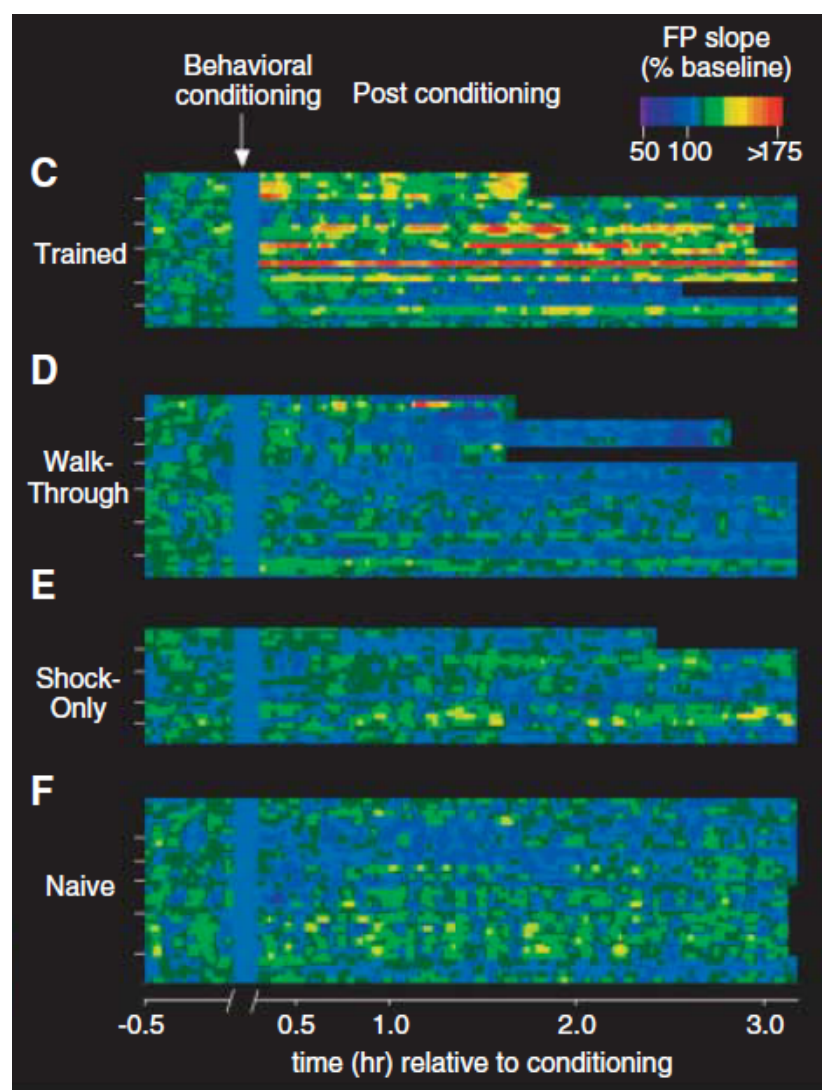 FP slope
(% baseline)
50 100 >175
Behavioral
conditioning
Post conditioning
C
Trained
D
Walk-
Through
E
Shock-
Only
F
Naive
-0.5 0.5 1.0 2.0 3.0
time (hr) relative to conditioning